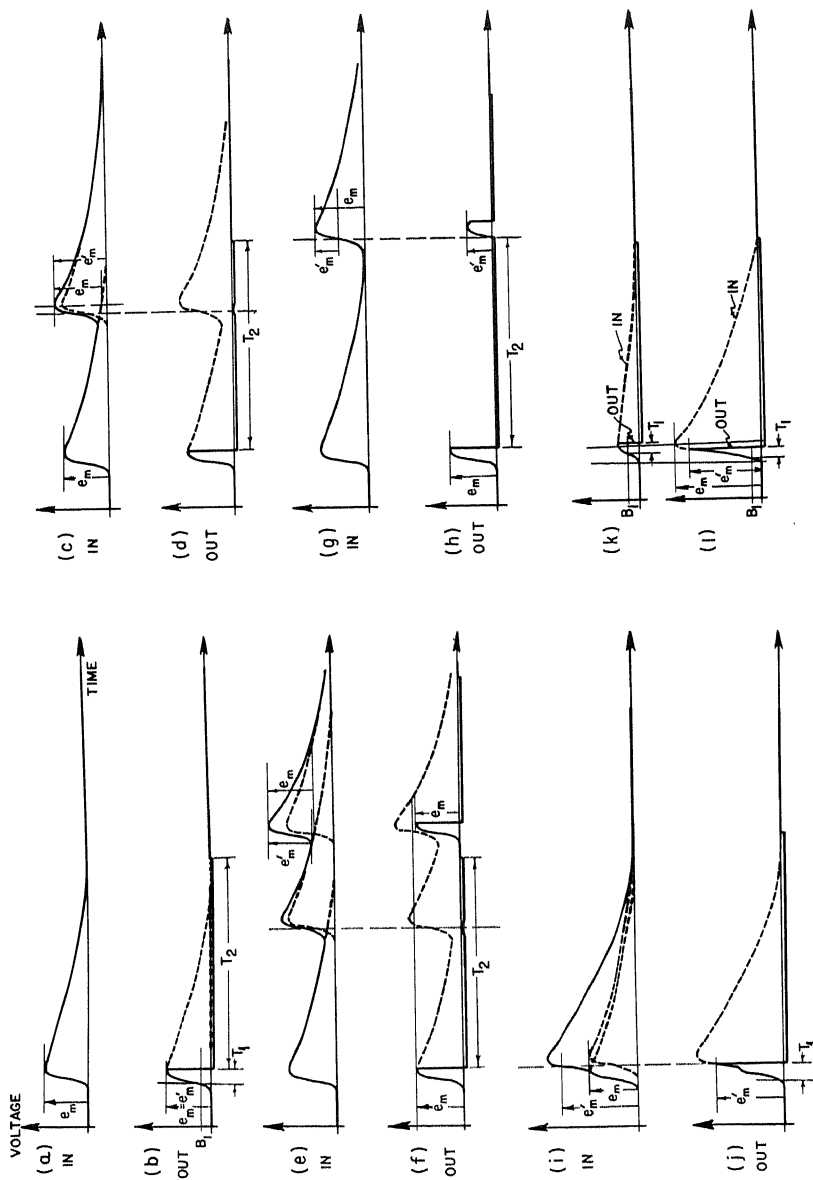 VOLTAGE
(a)
IN
e_m
TIME
(b)
OUT
e_m=e'_m
B_1
T_1
T_2
(c)
IN
e_m
e_m
e'_m
(d)
OUT
T_2
(e)
IN
e'_m
e_m
(f)
OUT
e_m
e_m
T_2
(g)
IN
e'_m
e_m
(h)
OUT
e_m
e'_m
T_2
(i)
IN
e'_m
e_m
(j)
OUT
e'_m
T_1
(k)
B_1
OUT
IN
T_1
(l)
B_1
e_m
e'_m
OUT
IN
T_1